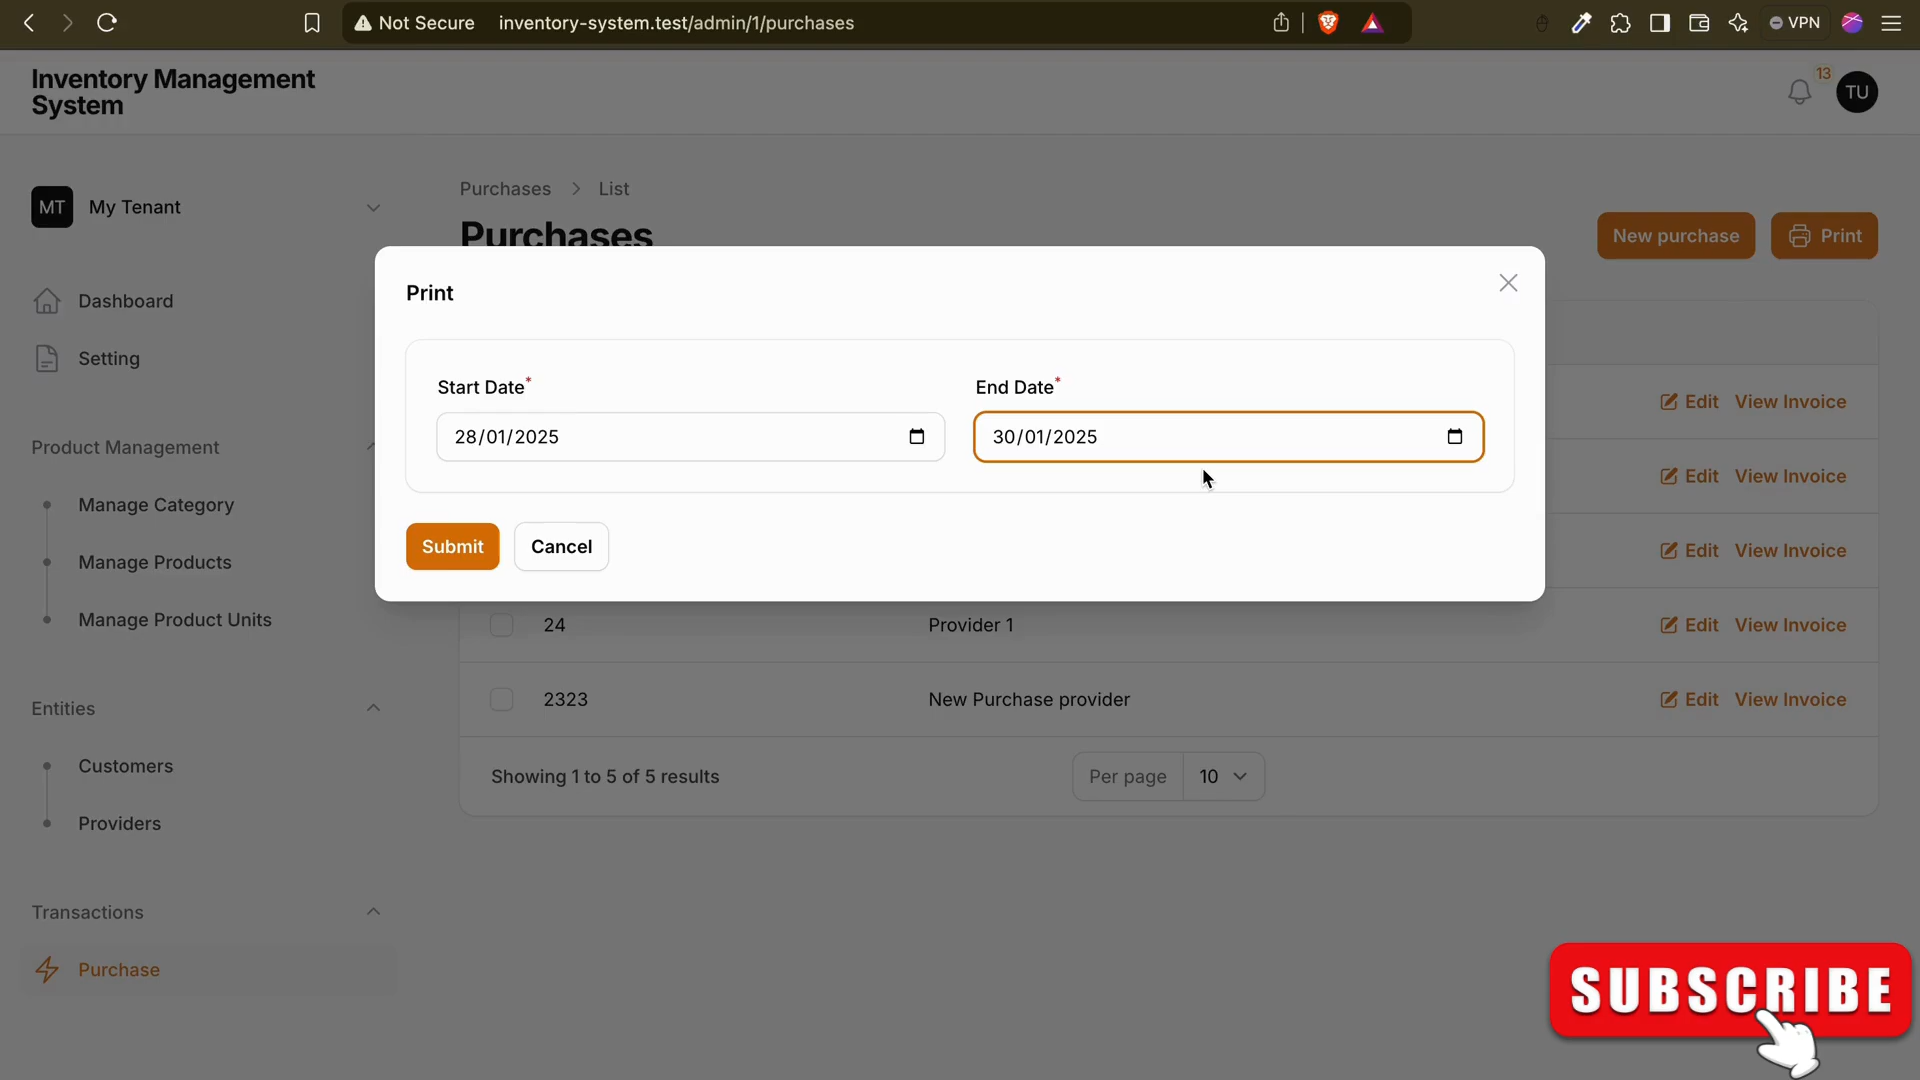 Not Secure inventory-system.test/admin/1/purchases
VPN
Inventory Management
System
13
TU
MT My Tenant
Purchases > List
Purchases
New purchase
Print
Dashboard
Setting
Product Management
Manage Category
Manage Products
Manage Product Units
Entities
Customers
Providers
Transactions
Purchase
Print
Start Date*
End Date*
28/01/2025
30/01/2025
Submit
Cancel
Edit View Invoice
Edit View Invoice
Edit View Invoice
24 Provider 1 Edit View Invoice
2323 New Purchase provider Edit View Invoice
Showing 1 to 5 of 5 results
Per page 10
SUBSCRIBE